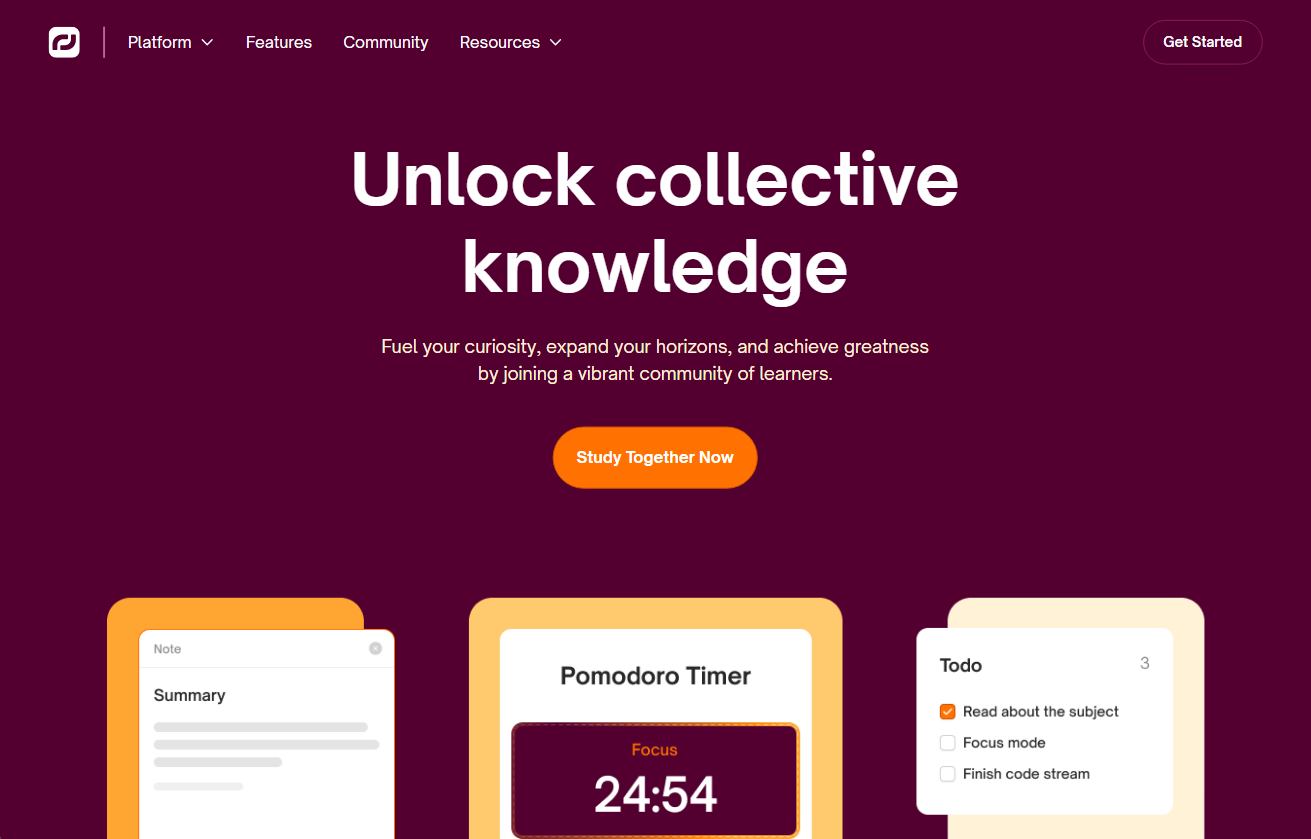 Platform
Features
Community
Resources
Get Started
Unlock collective
knowledge
Fuel your curiosity, expand your horizons, and achieve greatness
by joining a vibrant community of learners.
Study Together Now
Note
Summary
Pomodoro Timer
Focus
24:54
Todo
3
Read about the subject
Focus mode
Finish code stream